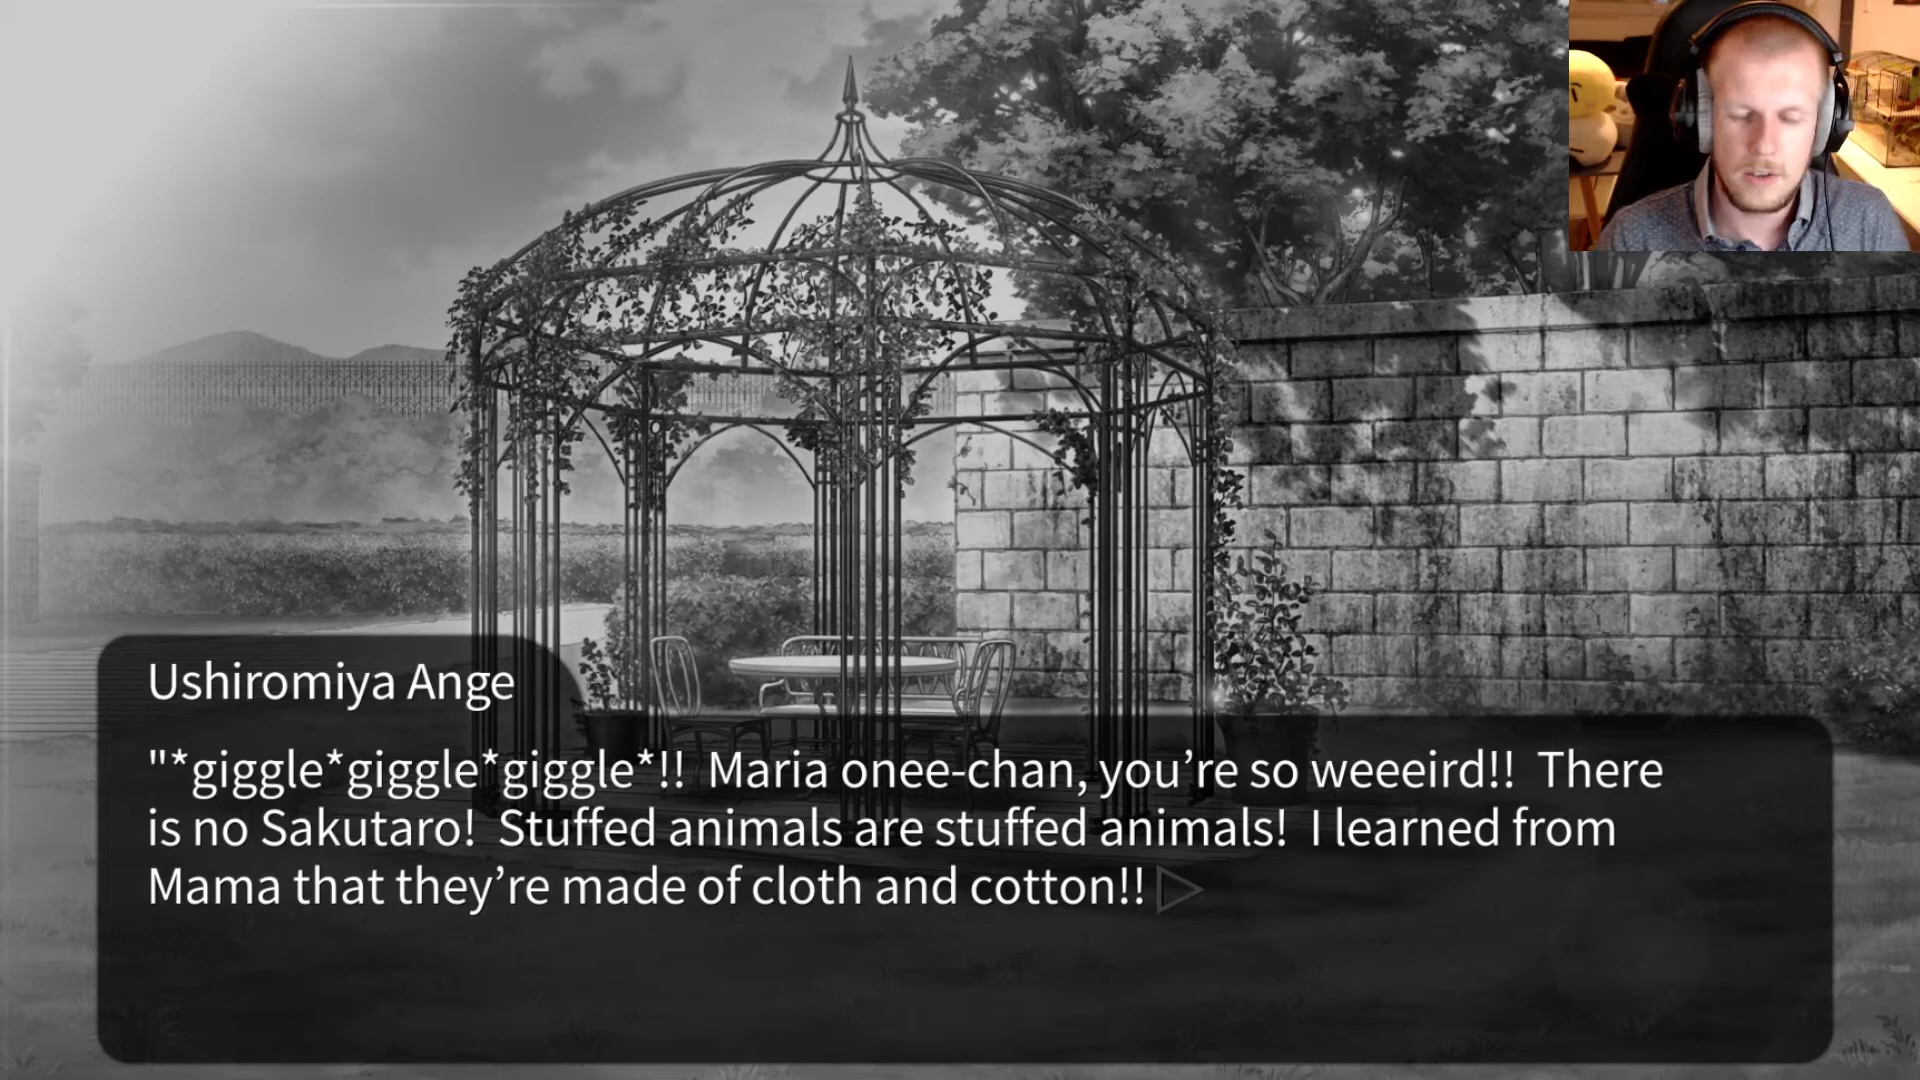 Ushiromiya Ange
"*giggle*giggle*giggle*!!  Maria onee-chan, you’re so weeeird!!  There
is no Sakutaro!  Stuffed animals are stuffed animals!  I learned from
Mama that they’re made of cloth and cotton!!